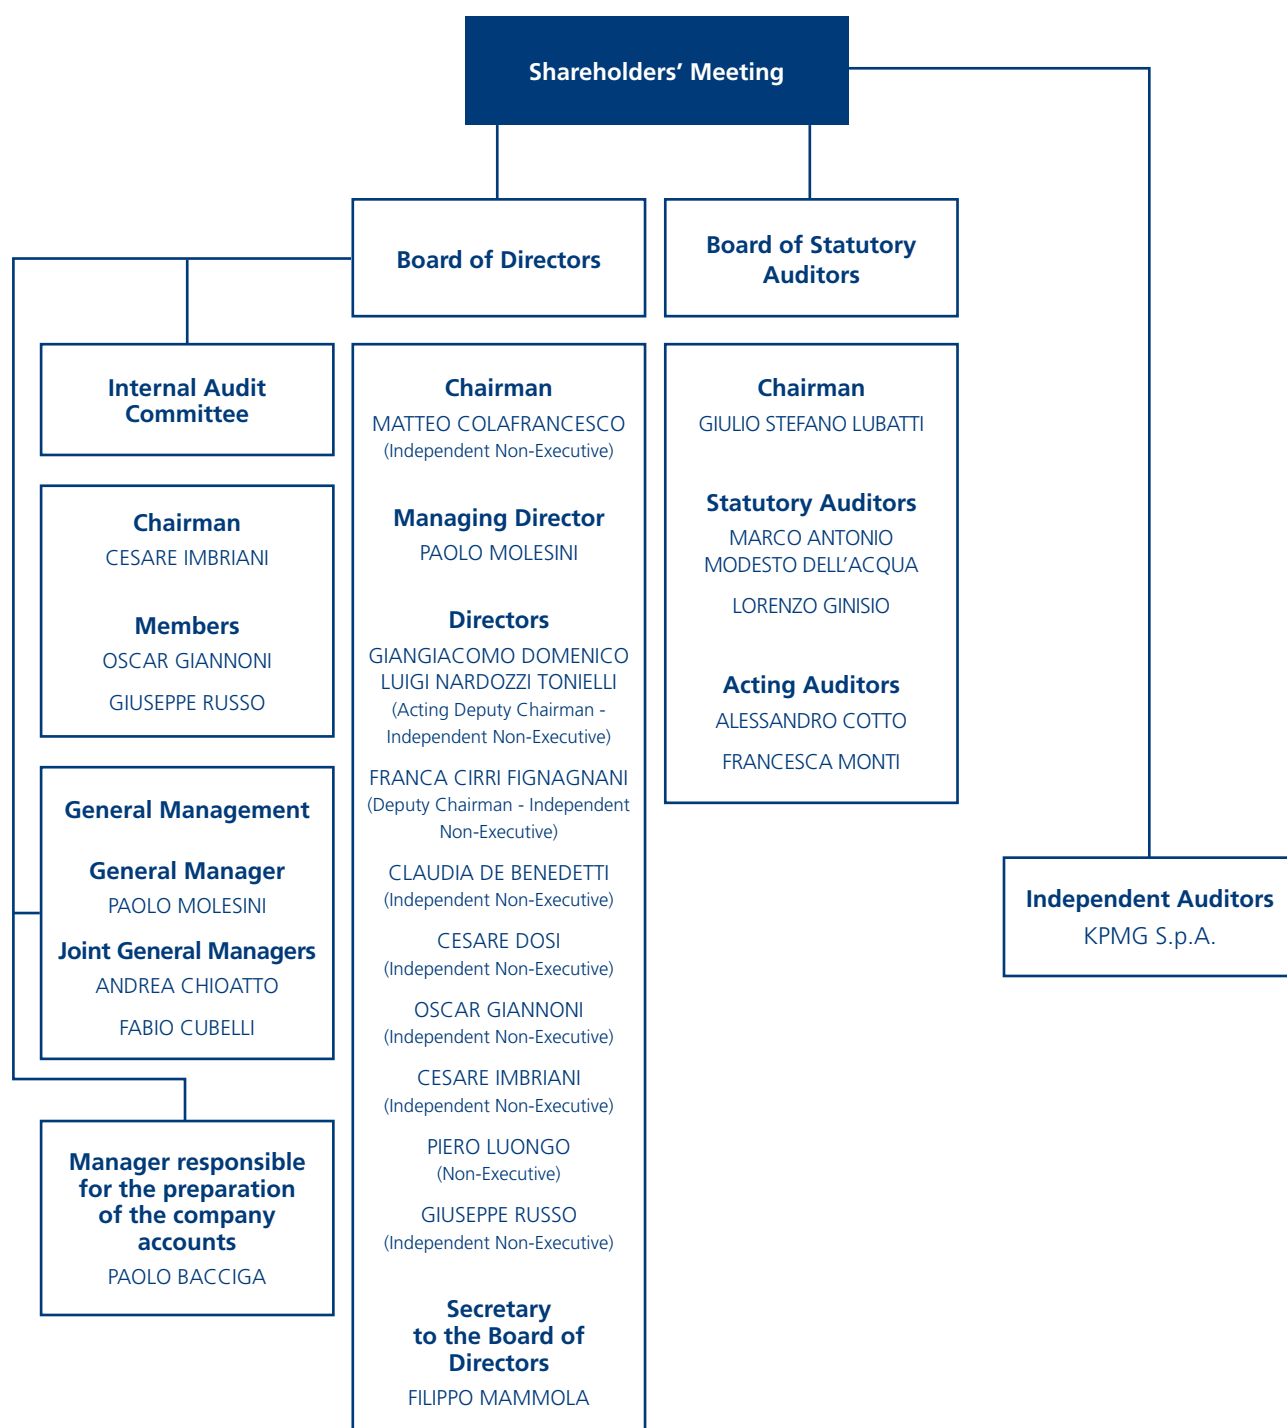 Shareholders’ Meeting
Board of Directors
Board of Statutory
Auditors
Internal Audit
Committee
Chairman
CESARE IMBRIANI
Members
OSCAR GIANNONI
GIUSEPPE RUSSO
General Management
General Manager
PAOLO MOLESINI
Joint General Managers
ANDREA CHIOATTO
FABIO CUBELLI
Manager responsible
for the preparation
of the company
accounts
PAOLO BACCIGA
Chairman
MATTEO COLAFRANCESCO
(Independent Non-Executive)
Managing Director
PAOLO MOLESINI
Directors
GIANGIACOMO DOMENICO
LUIGI NARDOZZI TONIELLI
(Acting Deputy Chairman -
Independent Non-Executive)
FRANCA CIRRI FIGNAGNANI
(Deputy Chairman - Independent
Non-Executive)
CLAUDIA DE BENEDETTI
(Independent Non-Executive)
CESARE DOSI
(Independent Non-Executive)
OSCAR GIANNONI
(Independent Non-Executive)
CESARE IMBRIANI
(Independent Non-Executive)
PIERO LUONGO
(Non-Executive)
GIUSEPPE RUSSO
(Independent Non-Executive)
Secretary
to the Board of
Directors
FILIPPO MAMMOLA
Chairman
GIULIO STEFANO LUBATTI
Statutory Auditors
MARCO ANTONIO
MODESTO DELL’ACQUA
LORENZO GINISIO
Acting Auditors
ALESSANDRO COTTO
FRANCESCA MONTI
Independent Auditors
KPMG S.p.A.